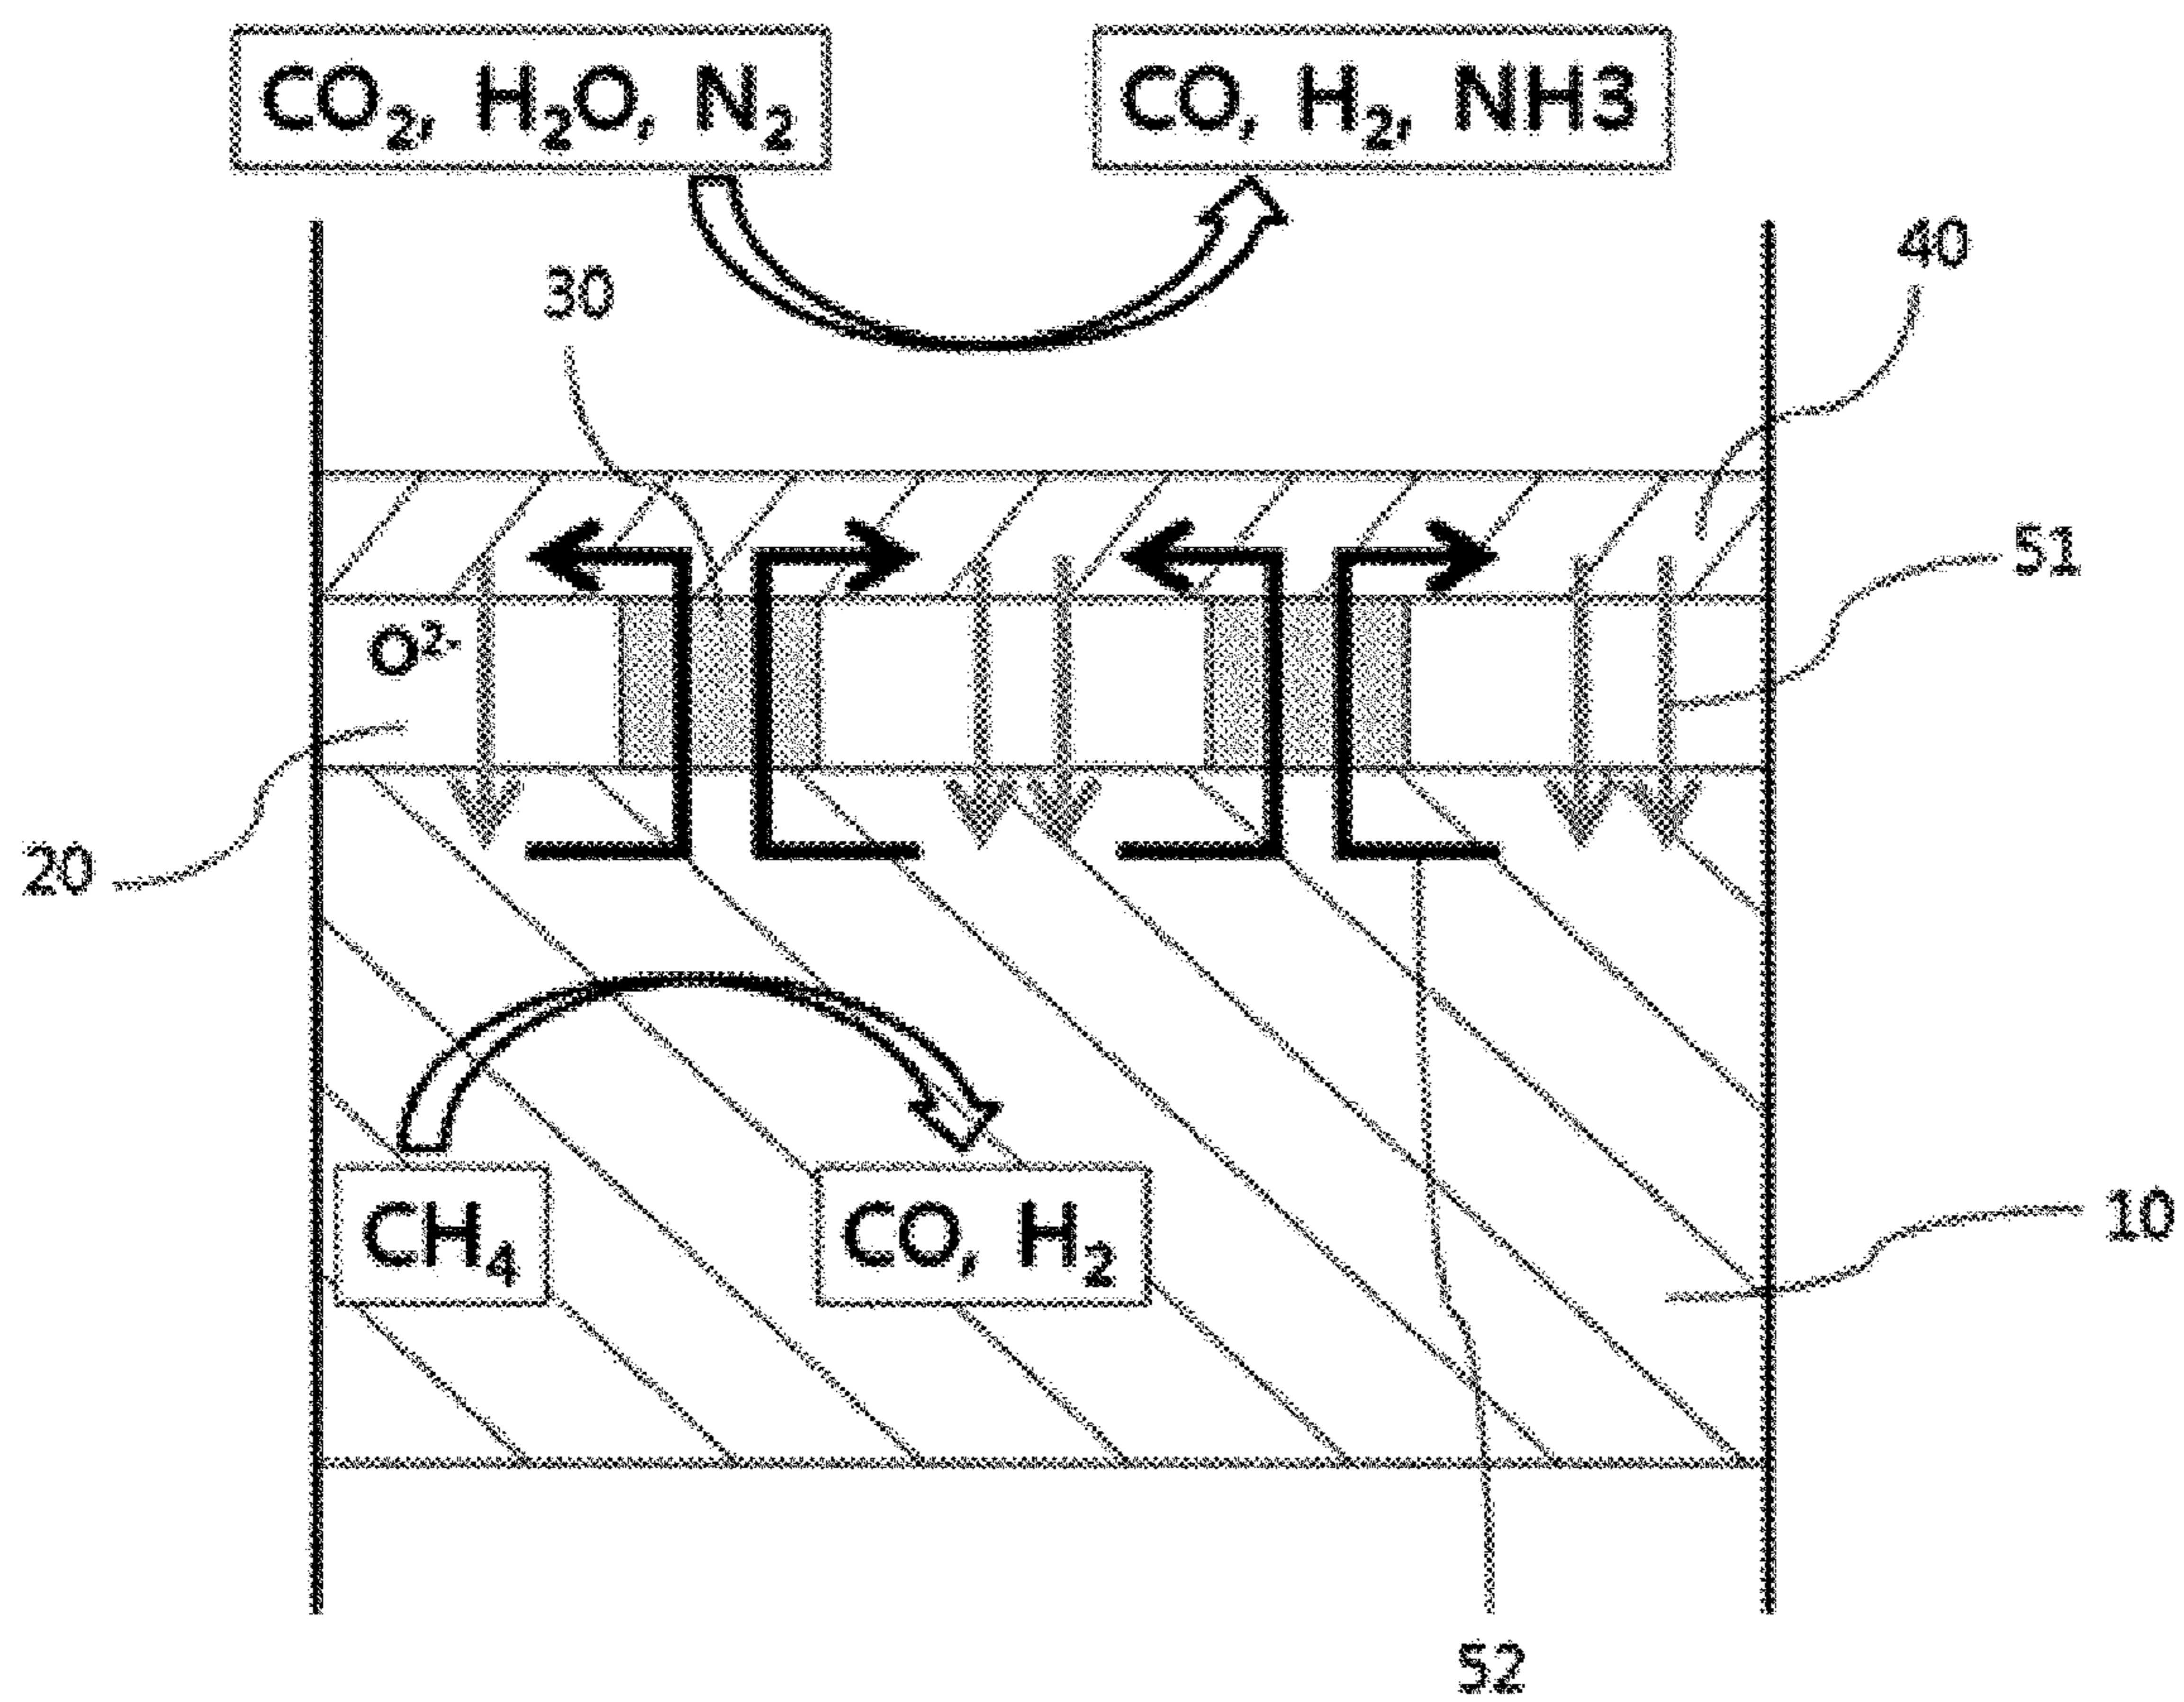 CO₂, H₂O, N₂
CO, H₂, NH3
40
30
51
O²⁻
20
CH₄
CO, H₂
10
52